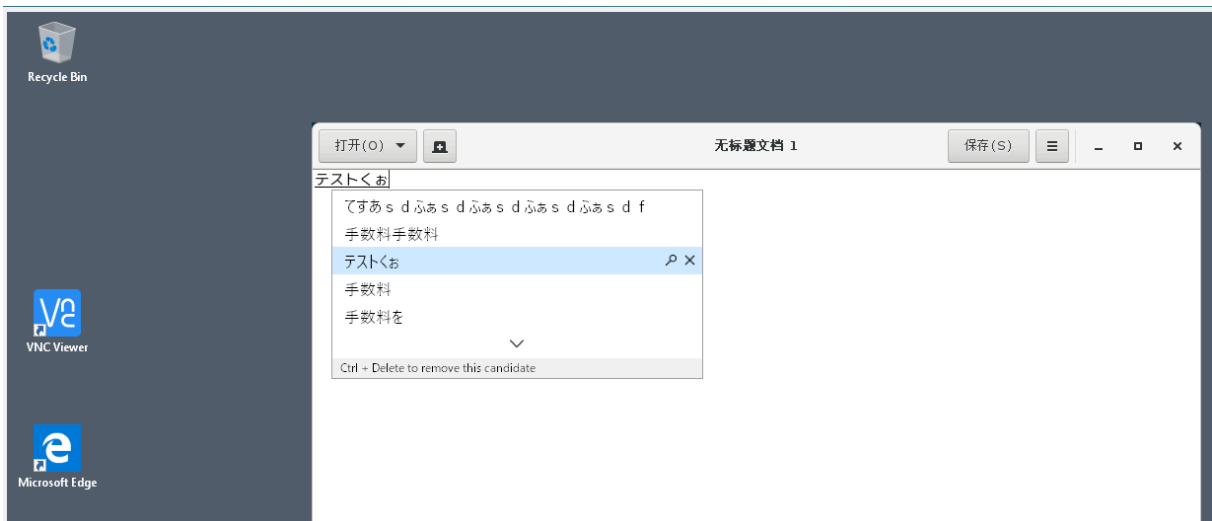 Recycle Bin
打开(O)
无标题文档 1
保存(S)
テストくぉ
てすあｓｄふぁｓｄふぁｓｄふぁｓｄふぁｓｄｆ
手数料手数料
テストくぉ
手数料
手数料を
Ctrl + Delete to remove this candidate
VNC Viewer
Microsoft Edge